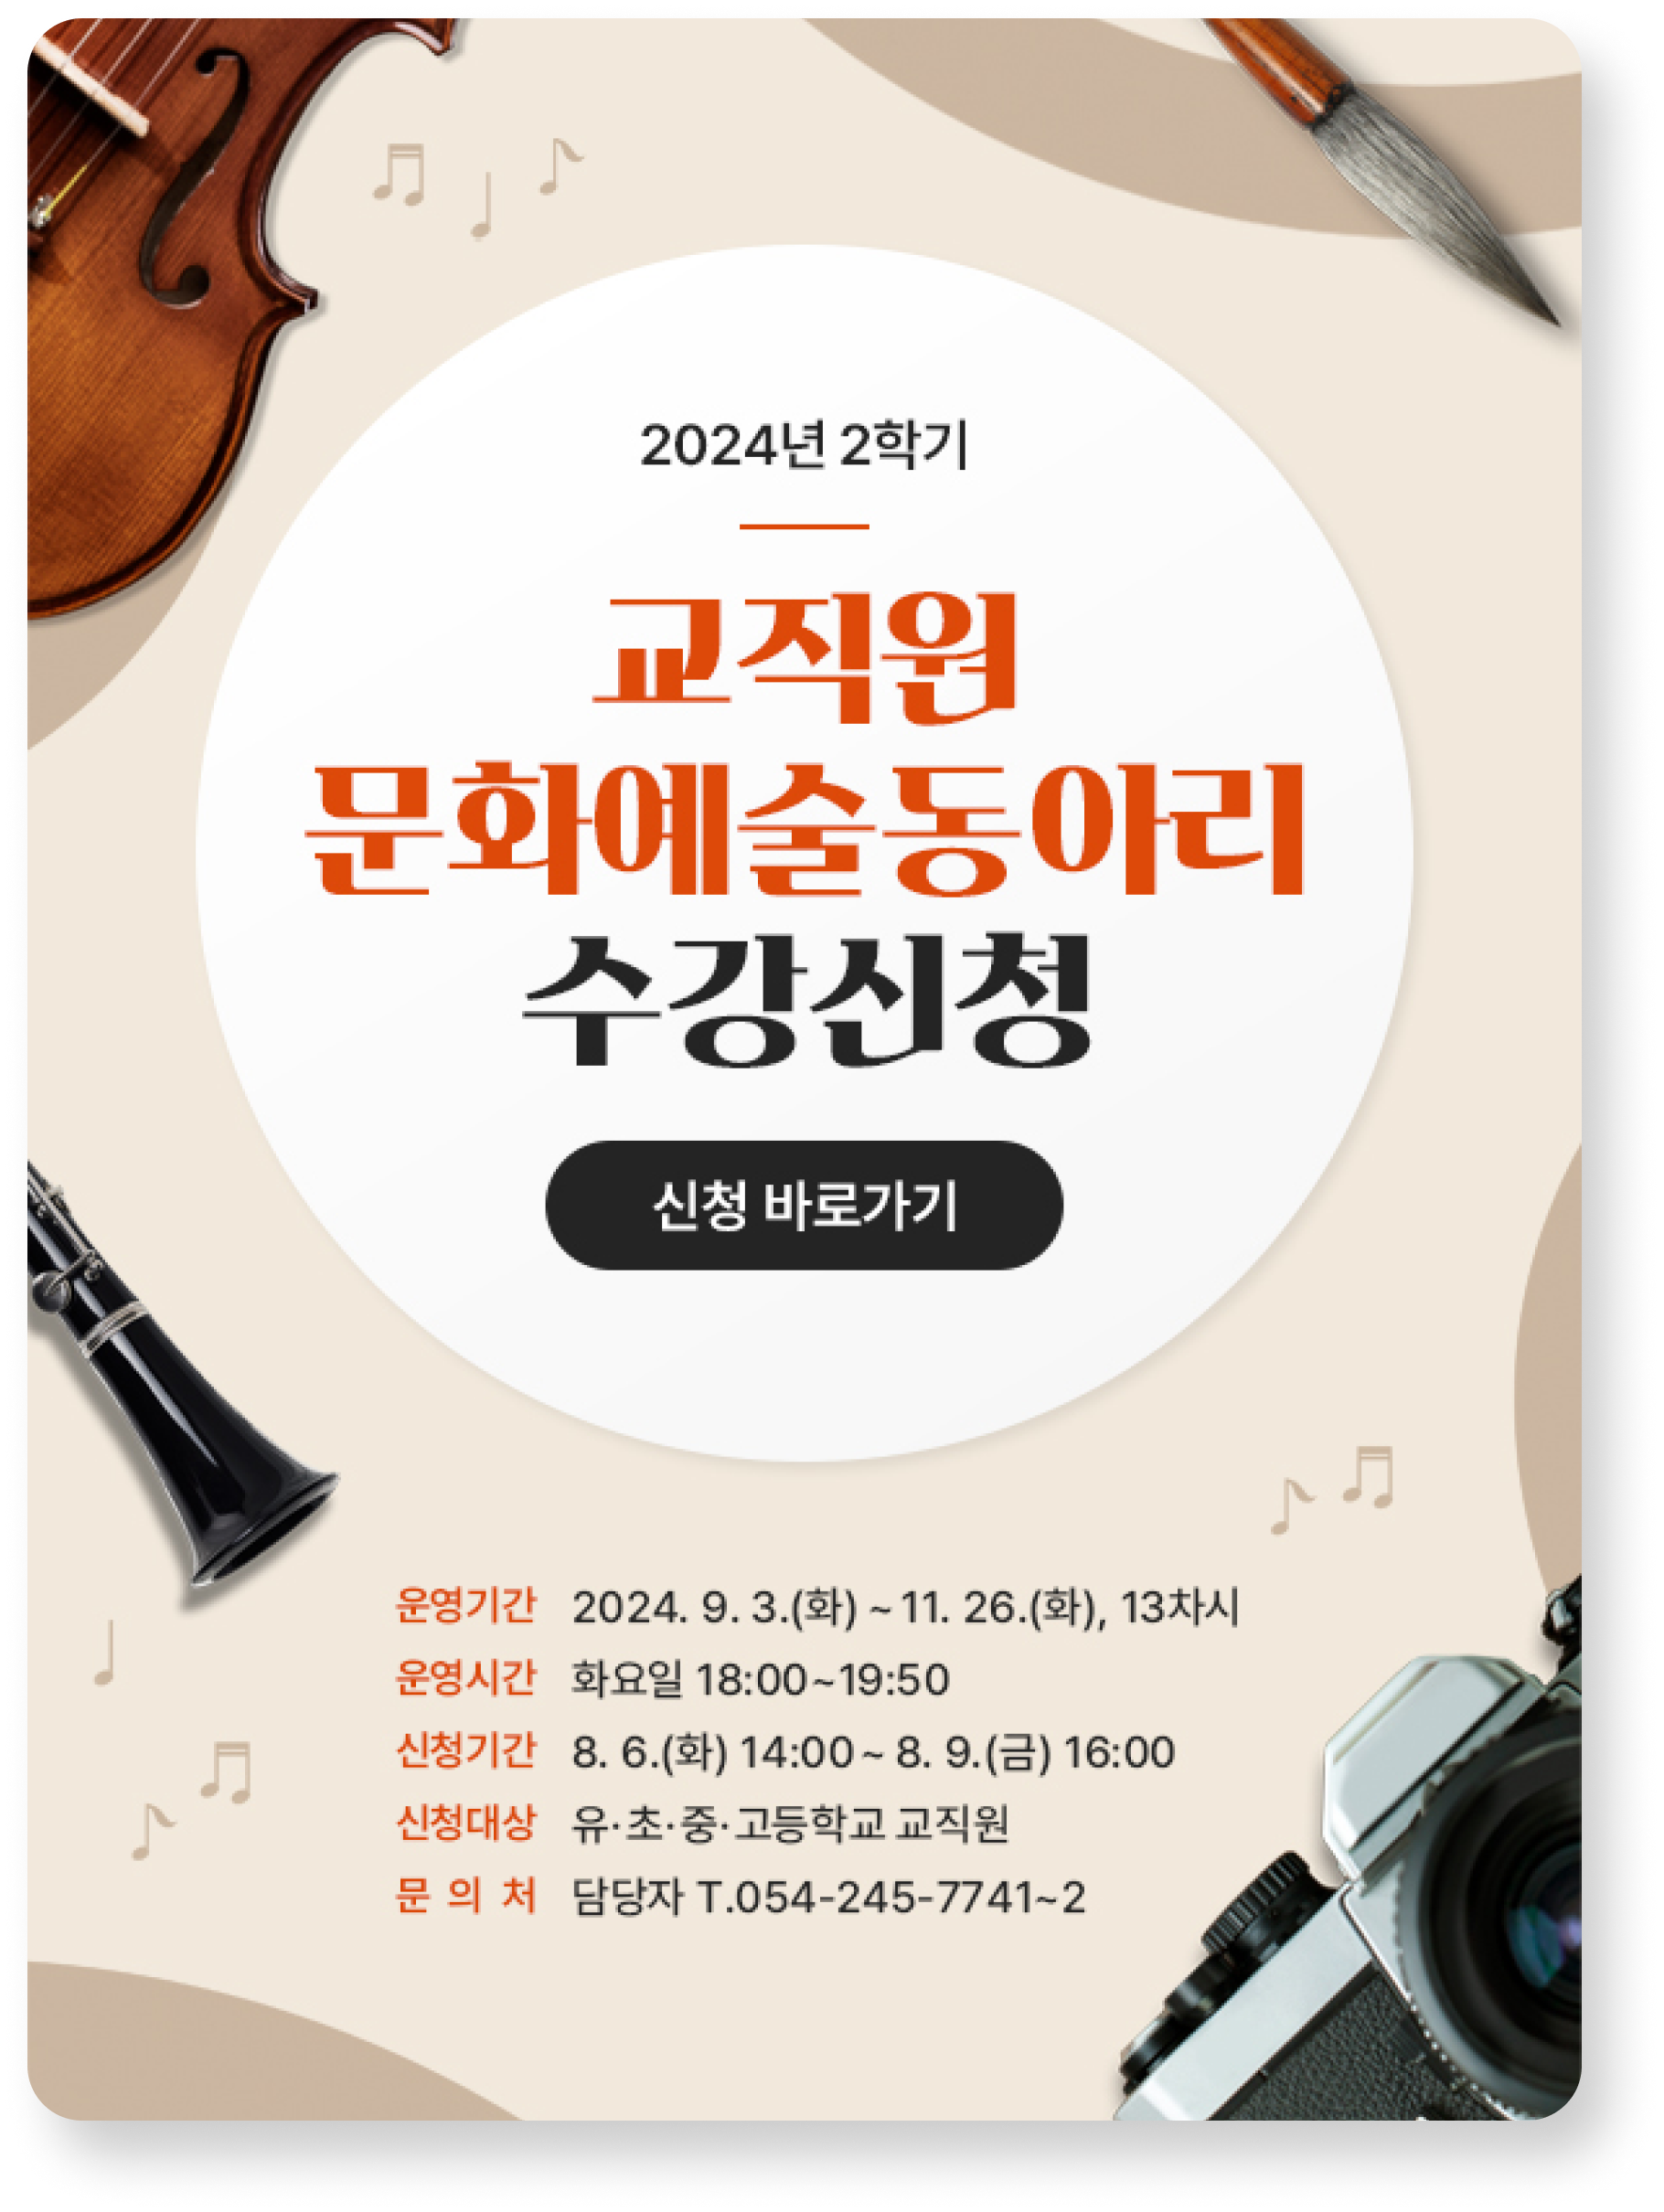 2024년 2학기
교직원
문화예술동아리
수강신청
신청 바로가기
운영기간 2024. 9. 3.(화) ~ 11. 26.(화), 13차시
운영시간 화요일 18:00~19:50
신청기간 8. 6.(화) 14:00 ~ 8. 9.(금) 16:00
신청대상 유·초·중·고등학교 교직원
문 의 처 담당자 T.054-245-7741~2